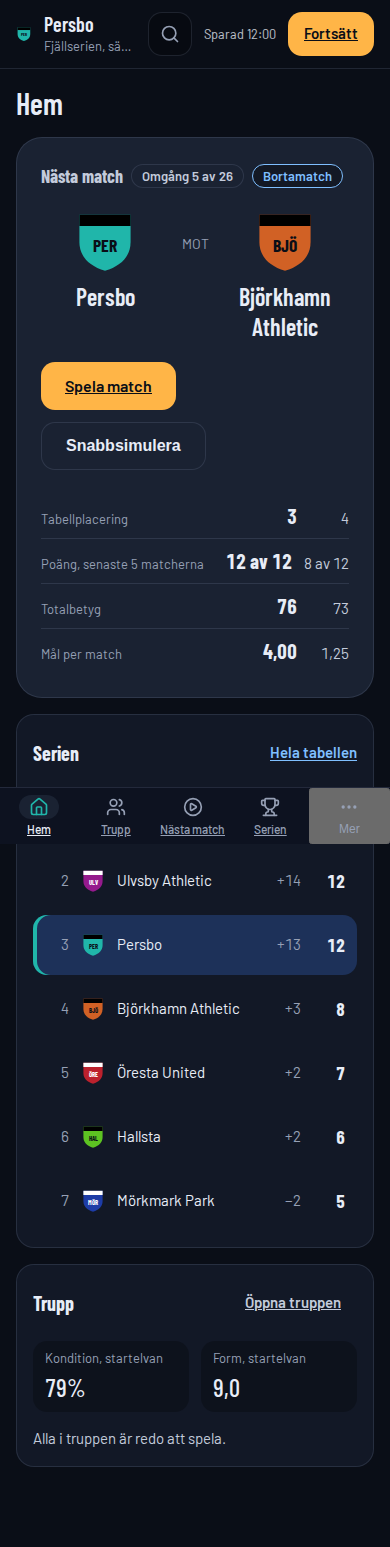 PER
Persbo
Fjällserien, sä...
Sparad 12:00
Fortsätt
Hem
Nästa match
Omgång 5 av 26
Bortamatch
PER
MOT
BJÖ
Persbo
Björkhamn
Athletic
Spela match
Snabbsimulera
Tabellplacering 3 4
Poäng, senaste 5 matcherna 12 av 12 8 av 12
Totalbetyg 76 73
Mål per match 4,00 1,25
Serien
Hela tabellen
Hem
Trupp
Nästa match
Serien
Mer
2 ULV Ulvsby Athletic +14 12
3 PER Persbo +13 12
4 BJÖ Björkhamn Athletic +3 8
5 ÖRE Öresta United +2 7
6 HAL Hallsta +2 6
7 MÖR Mörkmark Park −2 5
Trupp
Öppna truppen
Kondition, startelvan
79%
Form, startelvan
9,0
Alla i truppen är redo att spela.